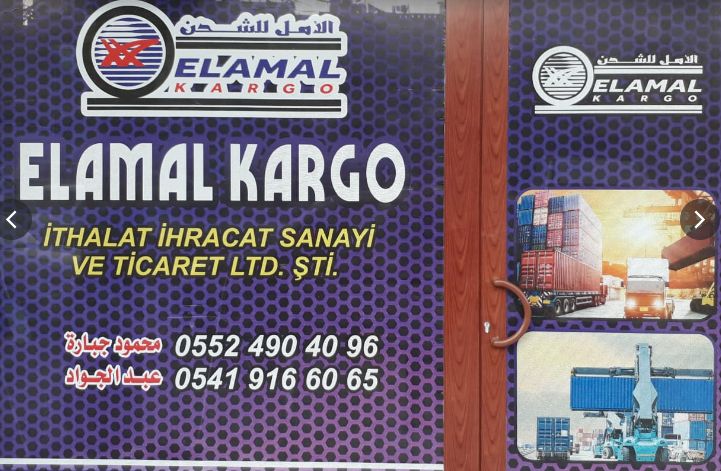 الأمل للشحن
ELAMAL
KARGO
ELAMAL KARGO
İTHALAT İHRACAT SANAYİ
VE TİCARET LTD. ŞTİ.
محمود جبارة 0552 490 40 96
عبد الجواد 0541 916 60 65
الأمل للشحن
ELAMAL
KARGO